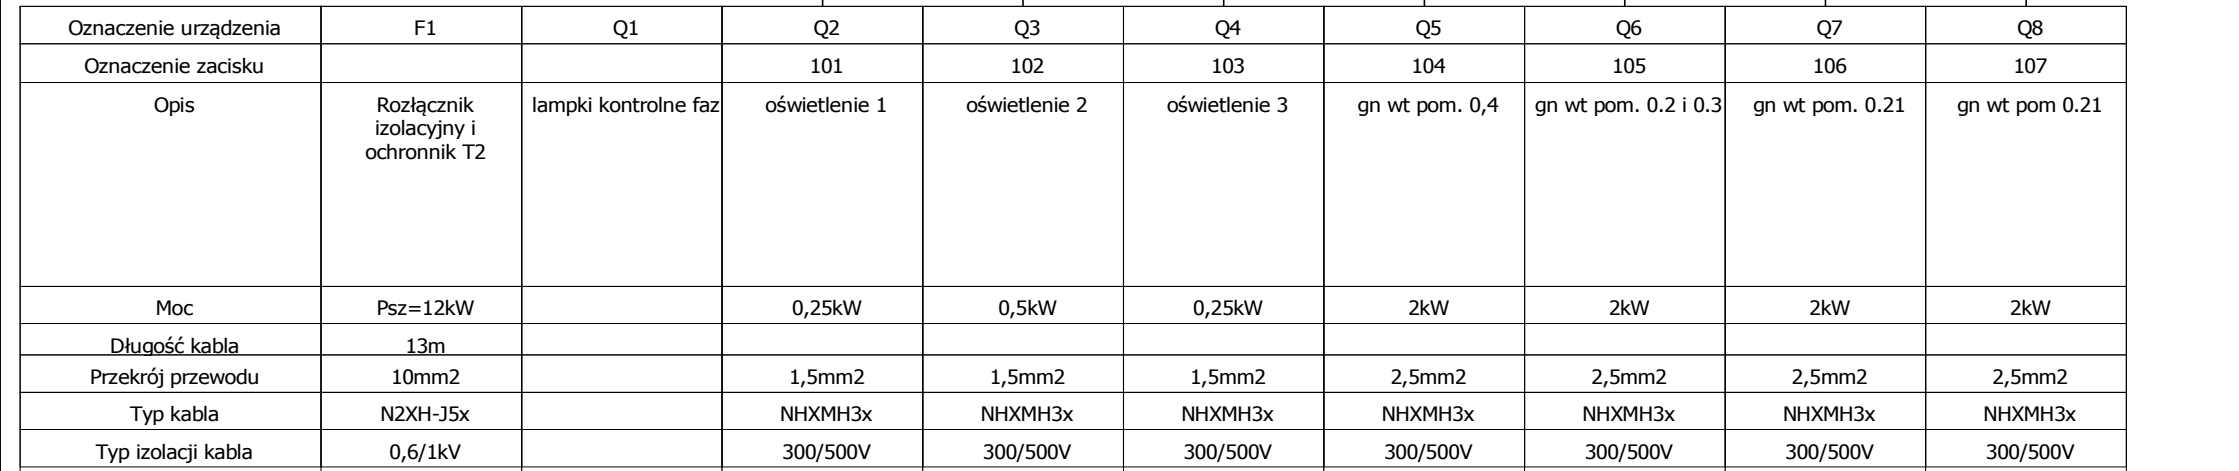 Oznaczenie urządzenia F1 Q1 Q2 Q3 Q4 Q5 Q6 Q7 Q8
Oznaczenie zacisku 101 102 103 104 105 106 107
Opis Rozłącznik lampki kontrolne faz oświetlenie 1 oświetlenie 2 oświetlenie 3 gn wt pom. 0,4 gn wt pom. 0.2 i 0.3 gn wt pom. 0.21 gn wt pom 0.21
izolacyjny i
ochronnik T2
Moc Psz=12kW 0,25kW 0,5kW 0,25kW 2kW 2kW 2kW 2kW
Długość kabla 13m
Przekrój przewodu 10mm2 1,5mm2 1,5mm2 1,5mm2 2,5mm2 2,5mm2 2,5mm2 2,5mm2
Typ kabla N2XH-J5x NHXMH3x NHXMH3x NHXMH3x NHXMH3x NHXMH3x NHXMH3x NHXMH3x
Typ izolacji kabla 0,6/1kV 300/500V 300/500V 300/500V 300/500V 300/500V 300/500V 300/500V